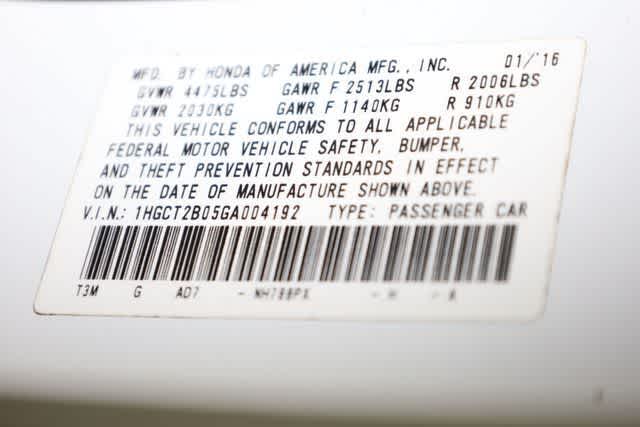 MFD. BY HONDA OF AMERICA MFG., INC. 01/'16
GVWR 4475LBS GAWR F 2513LBS R 2006LBS
GVWR 2030KG GAWR F 1140KG R 910KG
THIS VEHICLE CONFORMS TO ALL APPLICABLE
FEDERAL MOTOR VEHICLE SAFETY, BUMPER,
AND THEFT PREVENTION STANDARDS IN EFFECT
ON THE DATE OF MANUFACTURE SHOWN ABOVE.
V.I.N.: 1HGCT2B05GA004192 TYPE: PASSENGER CAR
T3M G AD7 - NH788PX - H - A